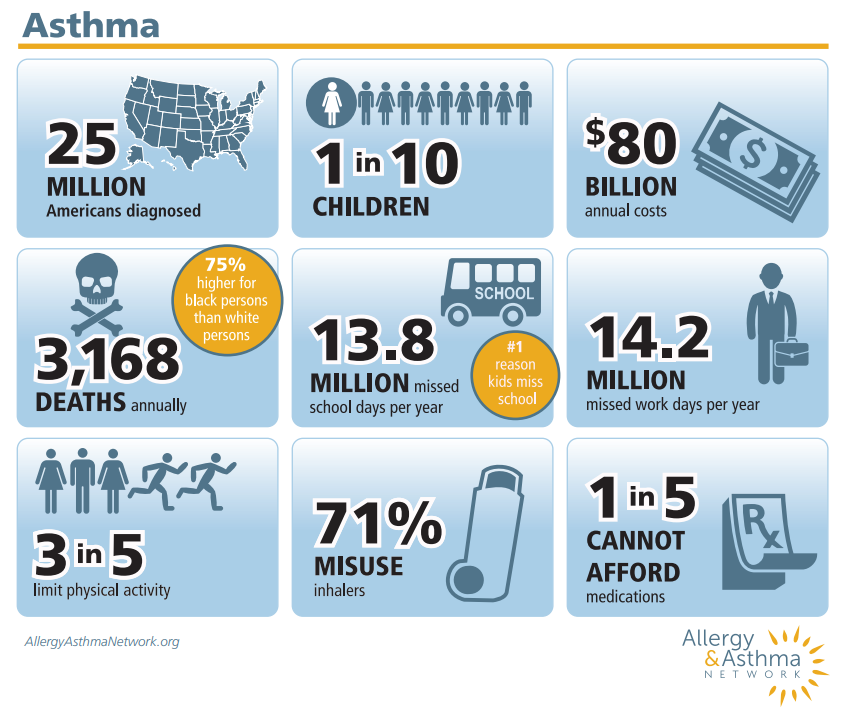 Asthma
25
MILLION
Americans diagnosed
1 in 10
CHILDREN
$80
BILLION
annual costs
$
75%
higher for
black persons
than white
persons
3,168
DEATHS annually
SCHOOL
13.8
MILLION missed
school days per year
#1
reason
kids miss
school
14.2
MILLION
missed work days per year
3 in 5
limit physical activity
71%
MISUSE
inhalers
1 in 5
CANNOT
AFFORD
medications
Rx
AllergyAsthmaNetwork.org
Allergy
&Asthma
NETWORK